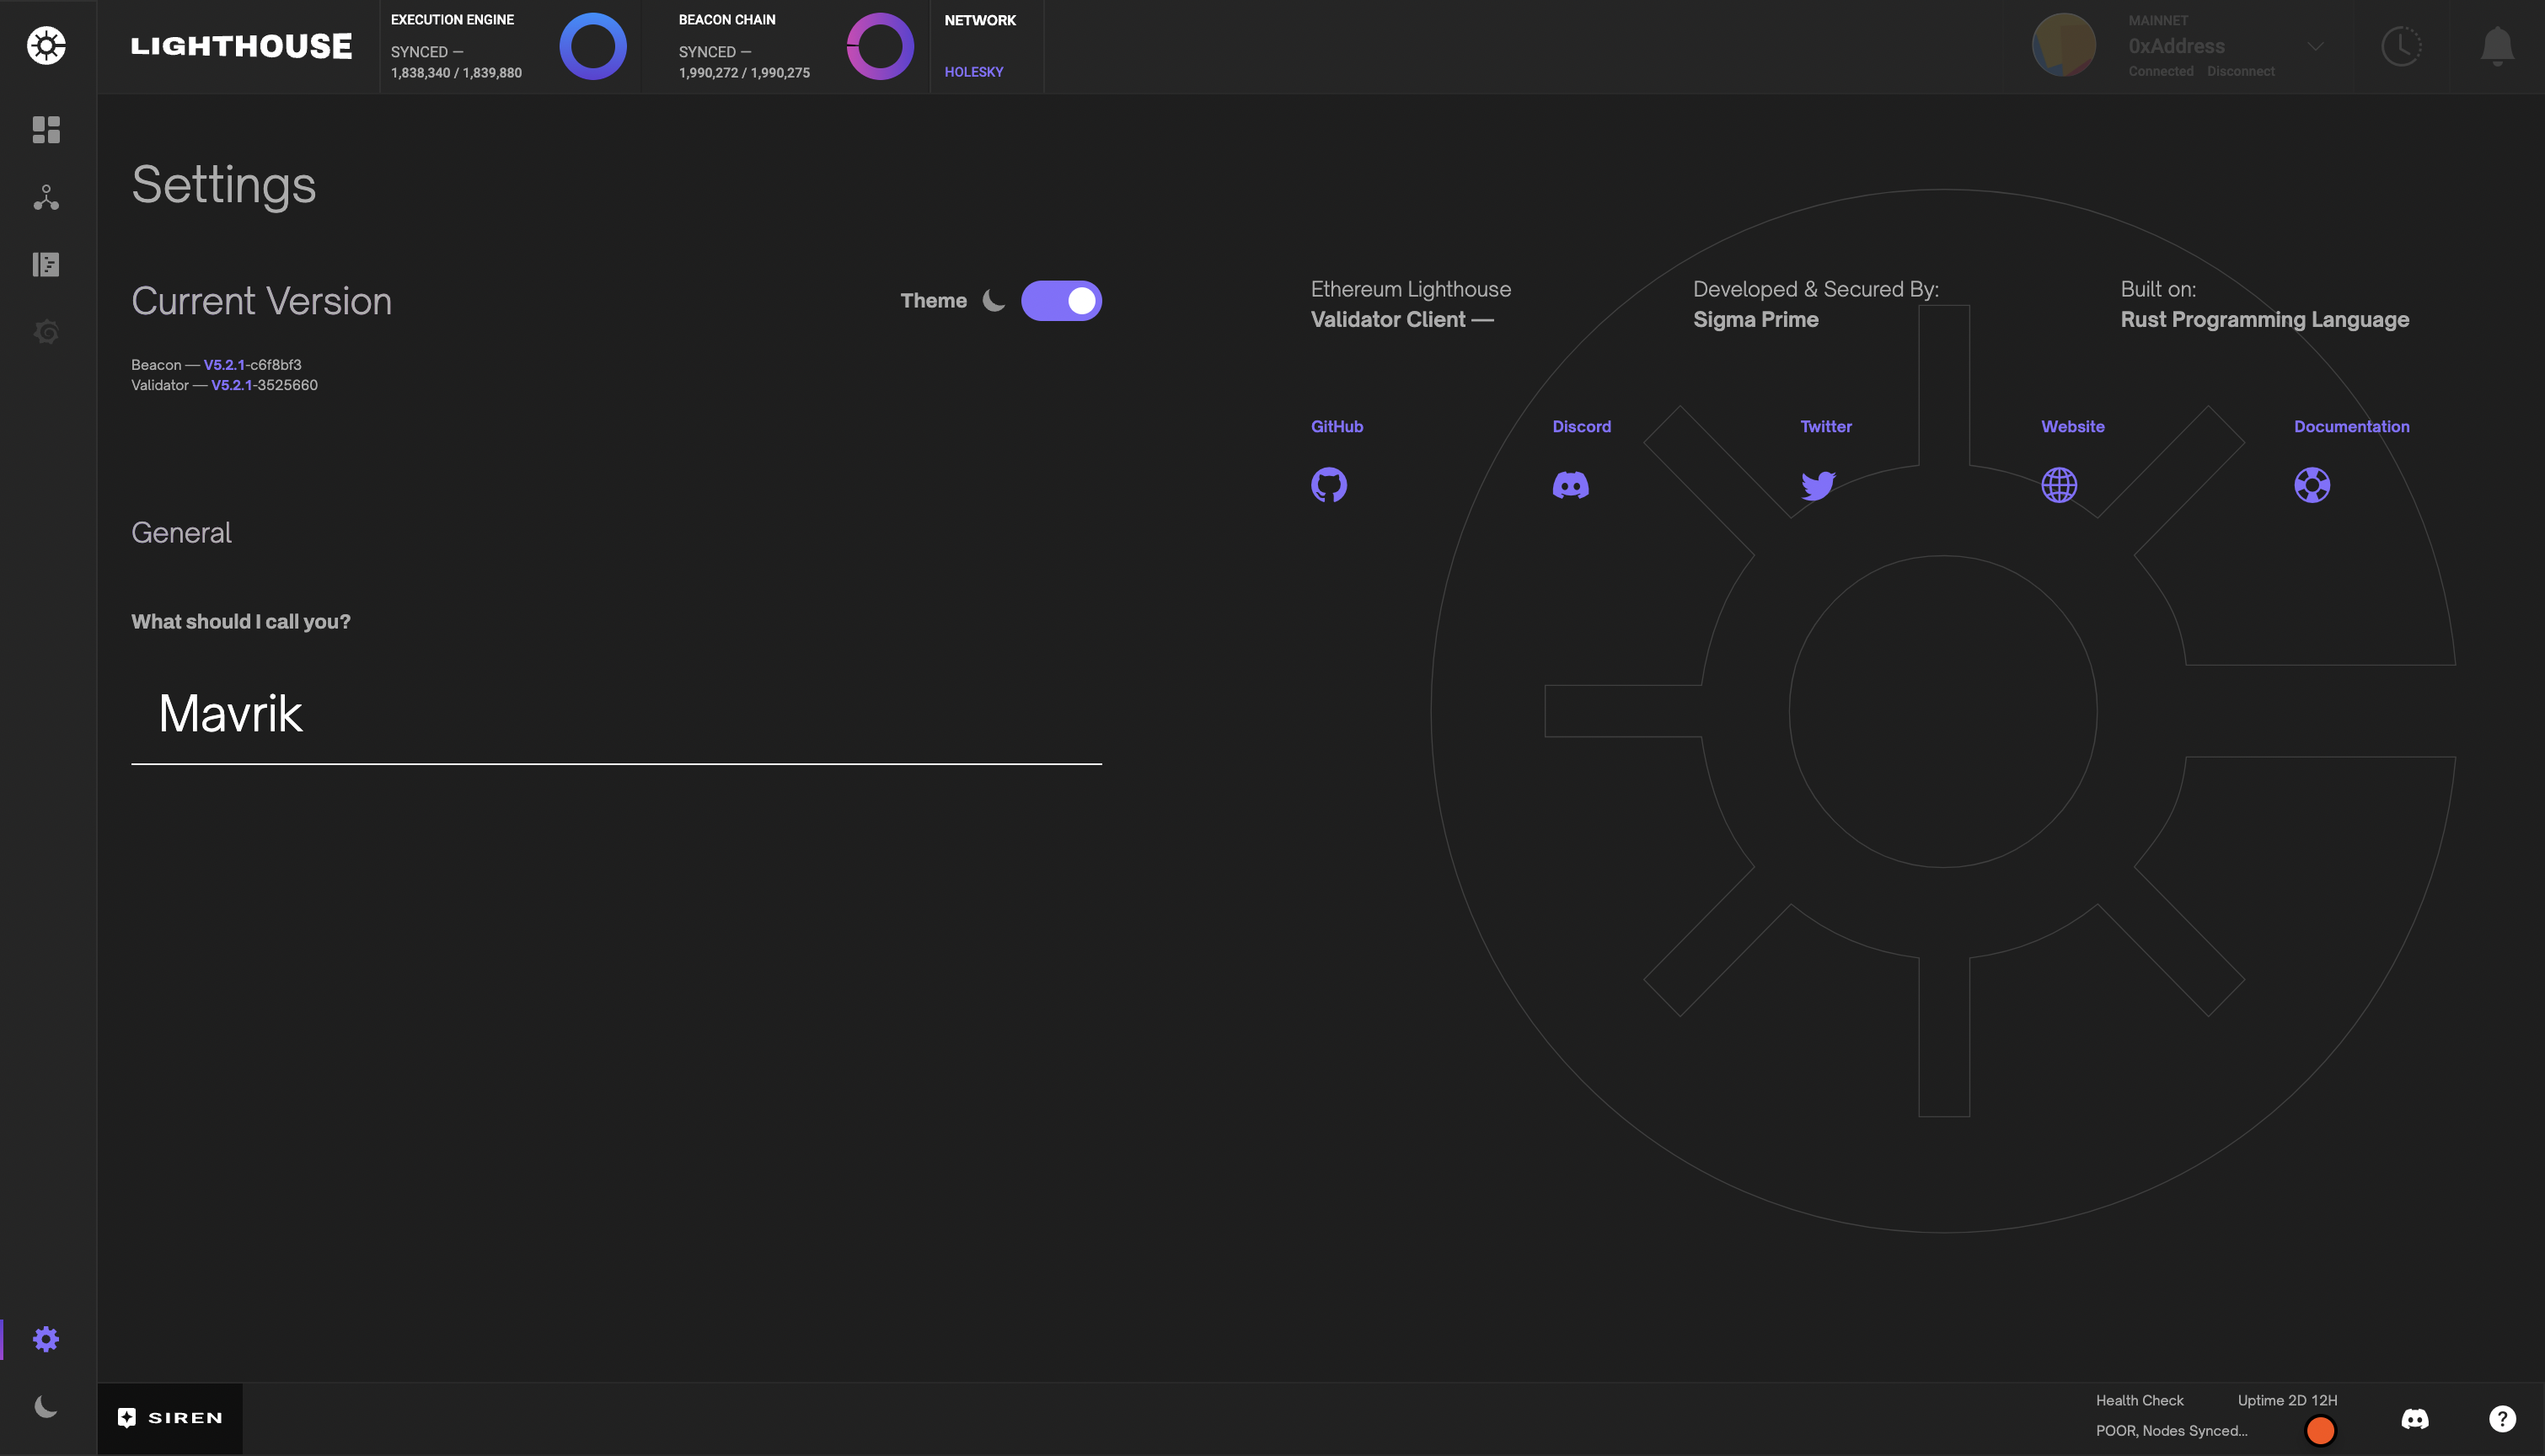 LIGHTHOUSE
EXECUTION ENGINE
SYNCED —
1,838,340 / 1,839,880
BEACON CHAIN
SYNCED —
1,990,272 / 1,990,275
NETWORK
HOLESKY
MAINNET
0xAddress
Connected Disconnect
Settings
Current Version
Theme
Beacon — V5.2.1-c6f8bf3
Validator — V5.2.1-3525660
General
What should I call you?
Mavrik
Ethereum Lighthouse
Validator Client —
Developed & Secured By:
Sigma Prime
Built on:
Rust Programming Language
GitHub
Discord
Twitter
Website
Documentation
SIREN
Health Check
Uptime 2D 12H
POOR, Nodes Synced...
?